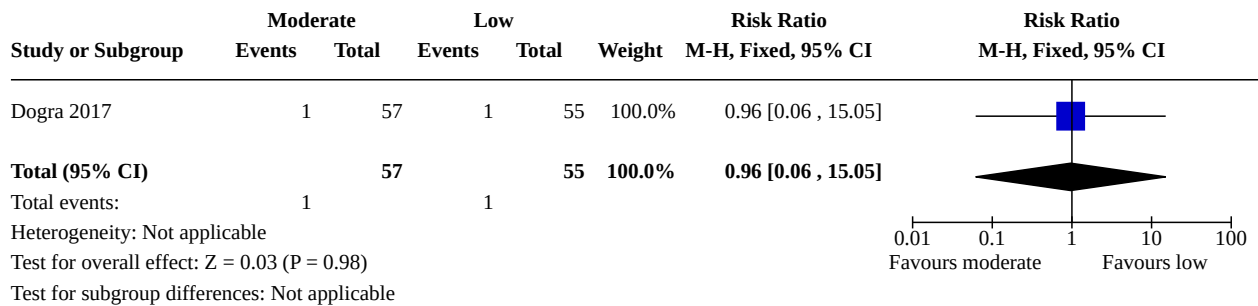 Moderate Low Risk Ratio Risk Ratio
Study or Subgroup Events Total Events Total Weight M-H, Fixed, 95% CI M-H, Fixed, 95% CI
Dogra 2017 1 57 1 55 100.0% 0.96 [0.06 , 15.05]
Total (95% CI) 57 55 100.0% 0.96 [0.06 , 15.05]
Total events: 1 1
Heterogeneity: Not applicable 0.01 0.1 1 10 100
Test for overall effect: Z = 0.03 (P = 0.98) Favours moderate Favours low
Test for subgroup differences: Not applicable